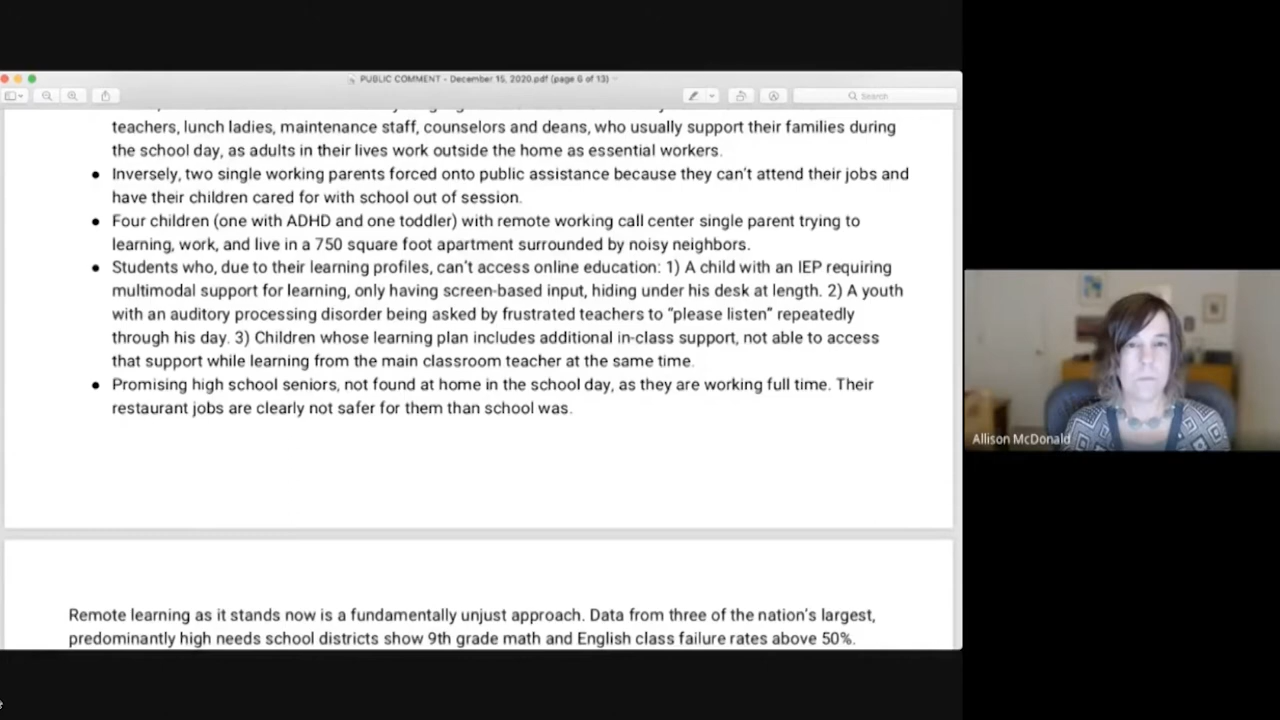 PUBLIC COMMENT - December 15, 2020.pdf (page 6 of 13)
Search
teachers, lunch ladies, maintenance staff, counselors and deans, who usually support their families during
the school day, as adults in their lives work outside the home as essential workers.
● Inversely, two single working parents forced onto public assistance because they can't attend their jobs and
have their children cared for with school out of session.
● Four children (one with ADHD and one toddler) with remote working call center single parent trying to
learning, work, and live in a 750 square foot apartment surrounded by noisy neighbors.
● Students who, due to their learning profiles, can't access online education: 1) A child with an IEP requiring
multimodal support for learning, only having screen-based input, hiding under his desk at length. 2) A youth
with an auditory processing disorder being asked by frustrated teachers to “please listen” repeatedly
through his day. 3) Children whose learning plan includes additional in-class support, not able to access
that support while learning from the main classroom teacher at the same time.
● Promising high school seniors, not found at home in the school day, as they are working full time. Their
restaurant jobs are clearly not safer for them than school was.
Allison McDonald
Remote learning as it stands now is a fundamentally unjust approach. Data from three of the nation's largest,
predominantly high needs school districts show 9th grade math and English class failure rates above 50%.